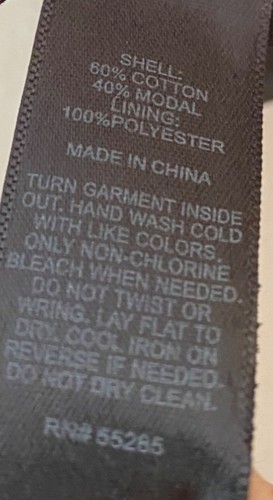 SHELL:
60% COTTON
40% MODAL
LINING:
100%POLYESTER
MADE IN CHINA
TURN GARMENT INSIDE
OUT. HAND WASH COLD
WITH LIKE COLORS.
ONLY NON-CHLORINE
BLEACH WHEN NEEDED.
DO NOT TWIST OR
WRING. LAY FLAT TO
DRY. COOL IRON ON
REVERSE IF NEEDED.
DO NOT DRY CLEAN.
RN# 55285